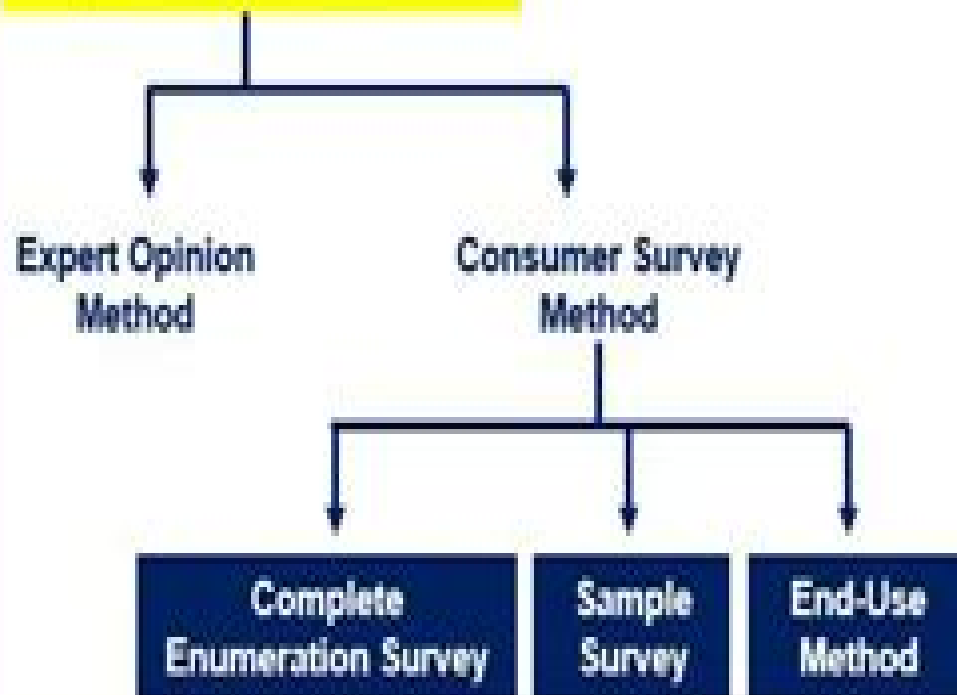 Expert Opinion
Method
Consumer Survey
Method
Complete
Enumeration Survey
Sample
Survey
End-Use
Method